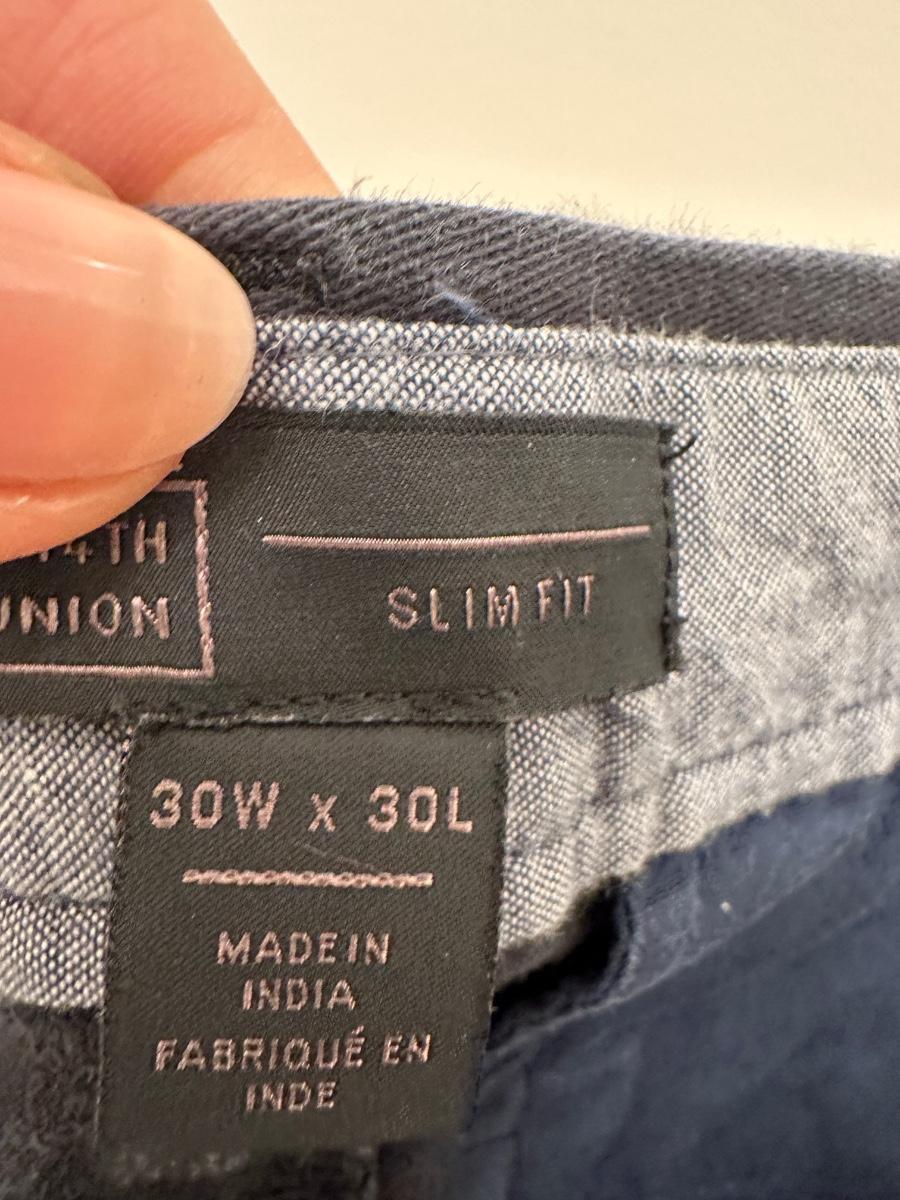 14TH
UNION
SLIM FIT
30W x 30L
MADE IN
INDIA
FABRIQUÉ EN
INDE